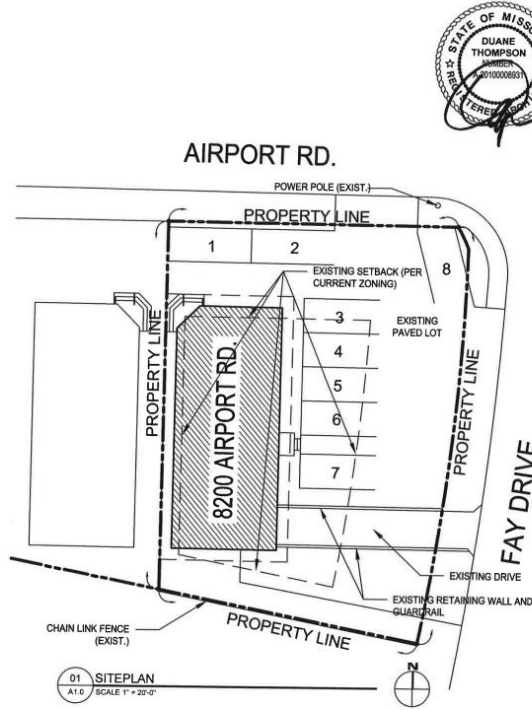 STATE OF MISSO
DUANE
THOMPSON
NUMBER
A-20100008931
REGISTERED
AIRPORT RD.
POWER POLE (EXIST.)
PROPERTY LINE
1
2
8
EXISTING SETBACK (PER
CURRENT ZONING)
3
EXISTING
PAVED LOT
4
5
6
7
PROPERTY LINE
8200 AIRPORT RD.
PROPERTY LINE
FAY DRIVE
EXISTING DRIVE
EXISTING RETAINING WALL AND
GUARDRAIL
CHAIN LINK FENCE
(EXIST.)
PROPERTY LINE
01 SITEPLAN
A1.0 SCALE 1" = 20'-0"
N